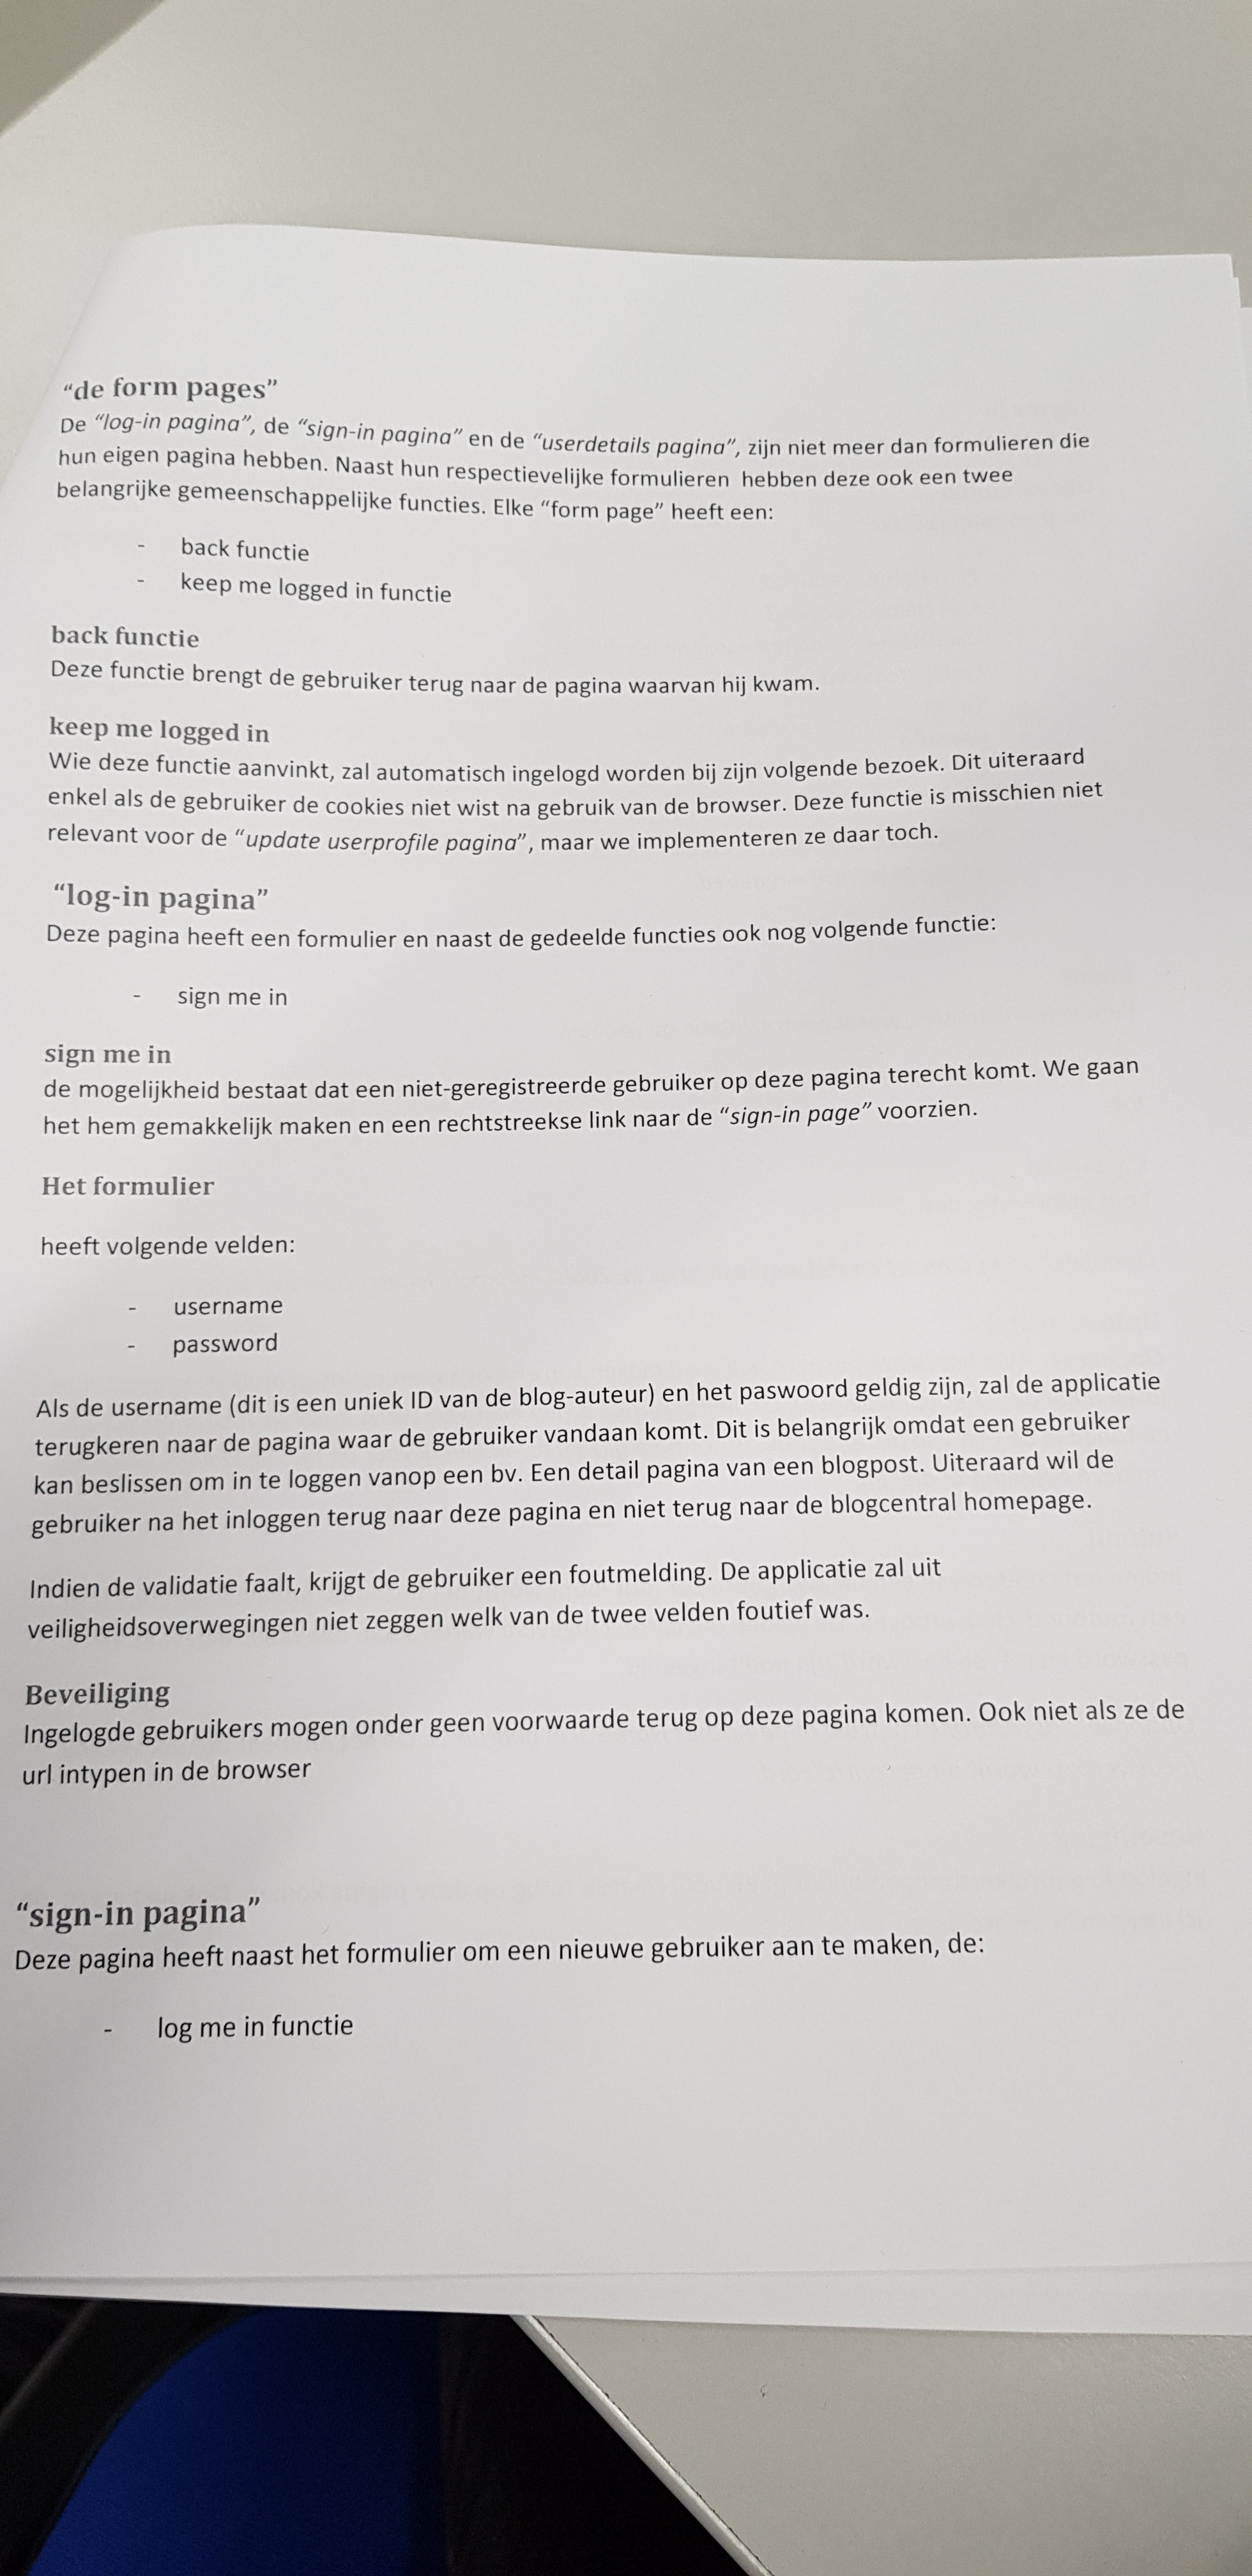 “de form pages”
De “log-in pagina”, de “sign-in pagina” en de “userdetails pagina”, zijn niet meer dan formulieren die
hun eigen pagina hebben. Naast hun respectievelijke formulieren hebben deze ook een twee
belangrijke gemeenschappelijke functies. Elke “form page” heeft een:
- back functie
- keep me logged in functie
back functie
Deze functie brengt de gebruiker terug naar de pagina waarvan hij kwam.
keep me logged in
Wie deze functie aanvinkt, zal automatisch ingelogd worden bij zijn volgende bezoek. Dit uiteraard
enkel als de gebruiker de cookies niet wist na gebruik van de browser. Deze functie is misschien niet
relevant voor de “update userprofile pagina”, maar we implementeren ze daar toch.
“log-in pagina”
Deze pagina heeft een formulier en naast de gedeelde functies ook nog volgende functie:
- sign me in
sign me in
de mogelijkheid bestaat dat een niet-geregistreerde gebruiker op deze pagina terecht komt. We gaan
het hem gemakkelijk maken en een rechtstreekse link naar de “sign-in page” voorzien.
Het formulier
heeft volgende velden:
- username
- password
Als de username (dit is een uniek ID van de blog-auteur) en het paswoord geldig zijn, zal de applicatie
terugkeren naar de pagina waar de gebruiker vandaan komt. Dit is belangrijk omdat een gebruiker
kan beslissen om in te loggen vanop een bv. Een detail pagina van een blogpost. Uiteraard wil de
gebruiker na het inloggen terug naar deze pagina en niet terug naar de blogcentral homepage.
Indien de validatie faalt, krijgt de gebruiker een foutmelding. De applicatie zal uit
veiligheidsoverwegingen niet zeggen welk van de twee velden foutief was.
Beveiliging
Ingelogde gebruikers mogen onder geen voorwaarde terug op deze pagina komen. Ook niet als ze de
url intypen in de browser
“sign-in pagina”
Deze pagina heeft naast het formulier om een nieuwe gebruiker aan te maken, de:
- log me in functie